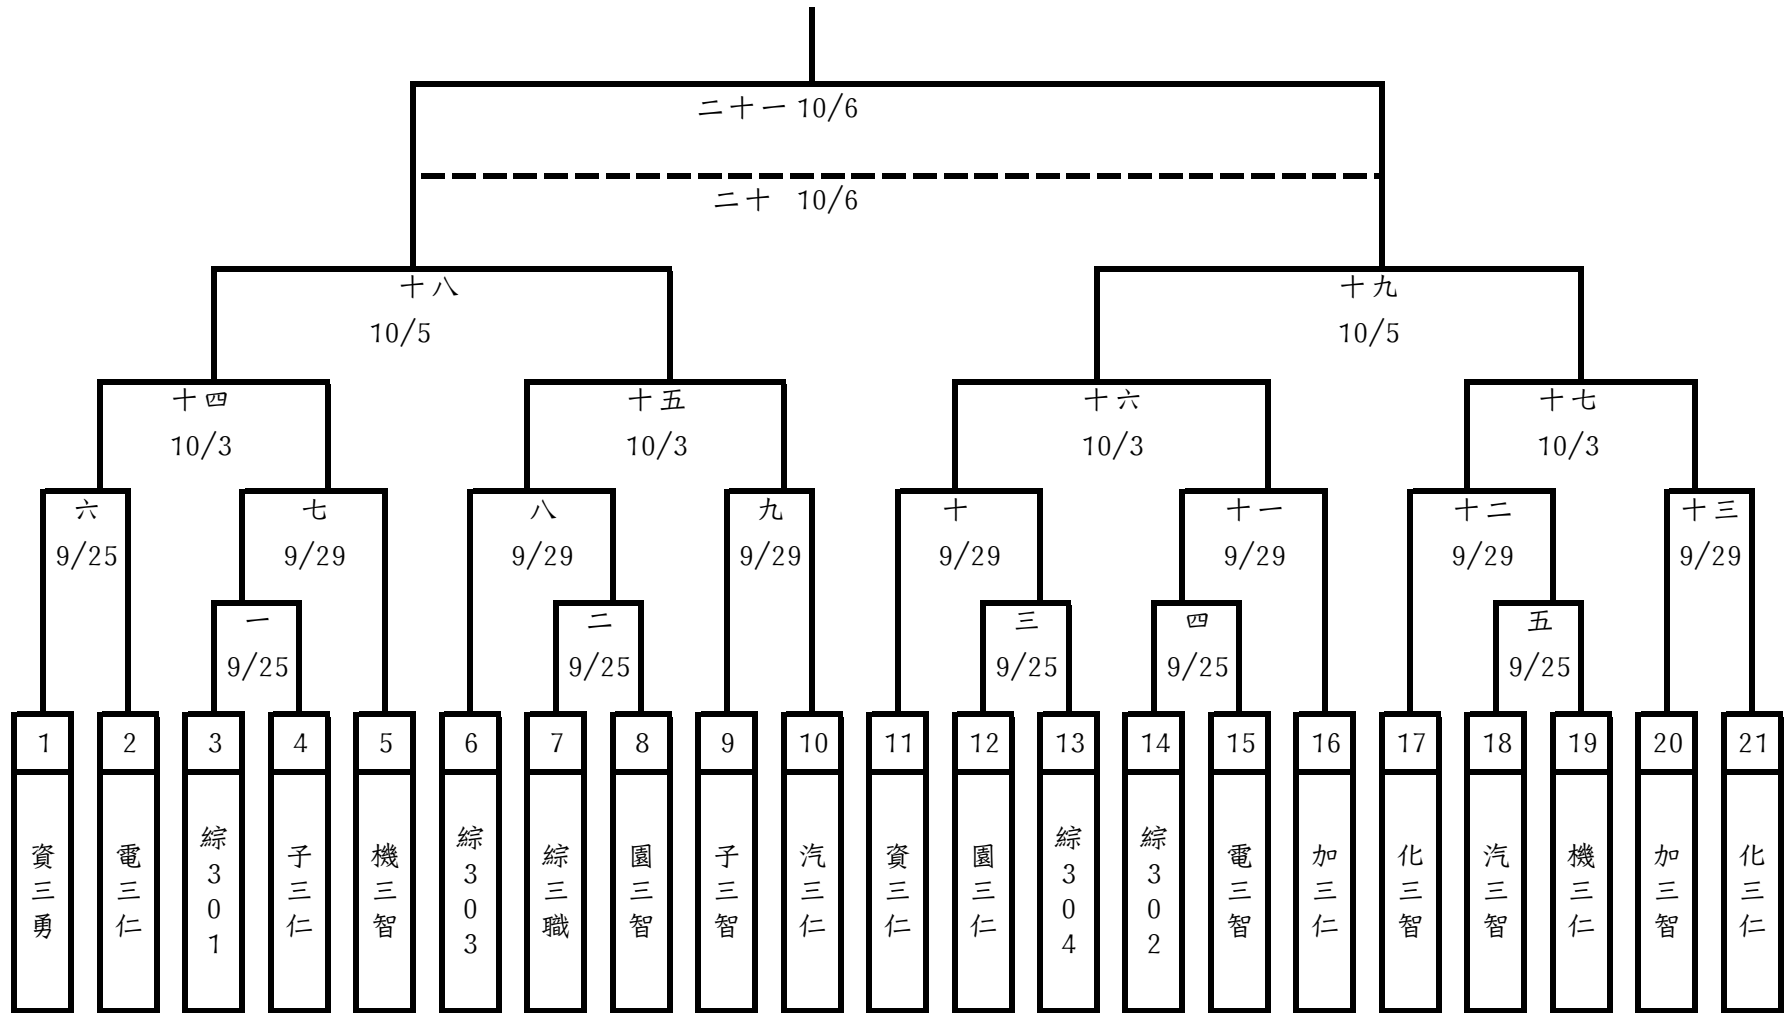 二十一 10/6
二十 10/6
十八
十九
10/5
10/5
十四
十五
十六
十七
10/3
10/3
10/3
10/3
六
七
八
九
十
十一
十二
十三
9/25
9/29
9/29
9/29
9/29
9/29
9/29
9/29
一
二
三
四
五
9/25
9/25
9/25
9/25
9/25
1
2
3
4
5
6
7
8
9
10
11
12
13
14
15
16
17
18
19
20
21
資三勇
電三仁
綜301
子三仁
機三智
綜303
綜三職
園三智
子三智
汽三仁
資三仁
園三仁
綜304
綜302
電三智
加三仁
化三智
汽三智
機三仁
加三智
化三仁